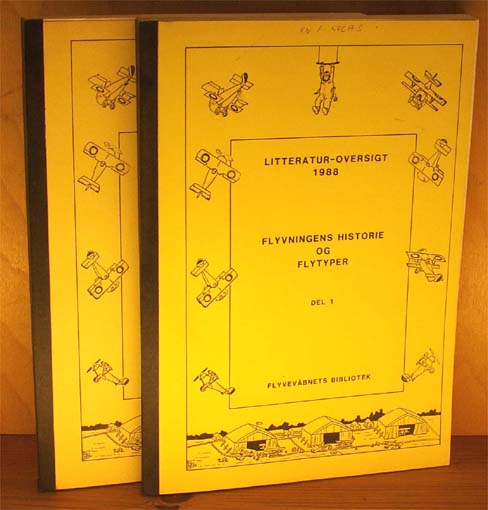 LITTERATUR-OVERSIGT
1988
FLYVNINGENS HISTORIE
OG
FLYTYPER
DEL 1
FLYVEVÅBNETS BIBLIOTEK